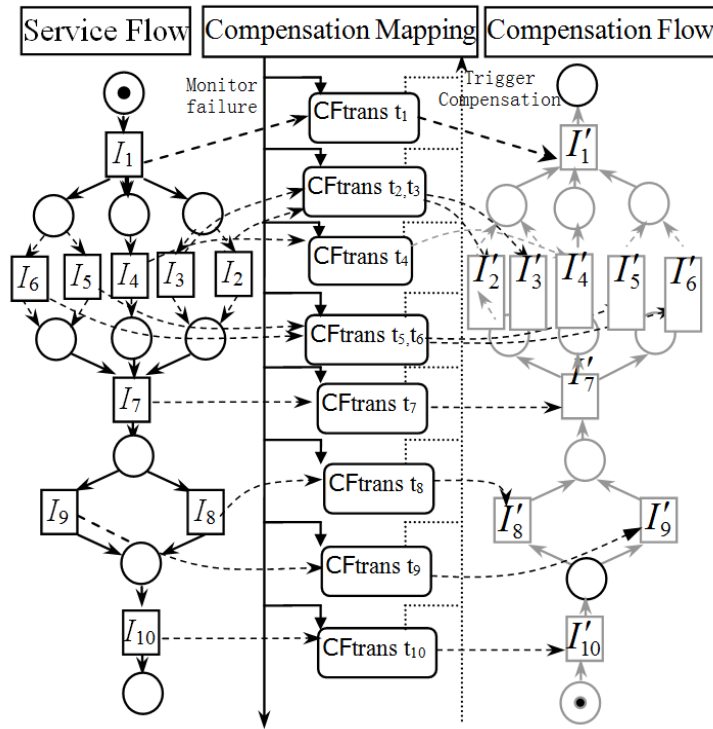 Service Flow
Compensation Mapping
Compensation Flow
Monitor
failure
Trigger
Compensation
CFtrans t₁
I₁
I′₁
CFtrans t₂,t₃
CFtrans t₄
I₆
I₅
I₄
I₃
I₂
I′₂
I′₃
I′₄
I′₅
I′₆
CFtrans t₅,t₆
I₇
CFtrans t₇
I′₇
CFtrans t₈
I₉
I₈
I′₈
I′₉
CFtrans t₉
I₁₀
CFtrans t₁₀
I′₁₀